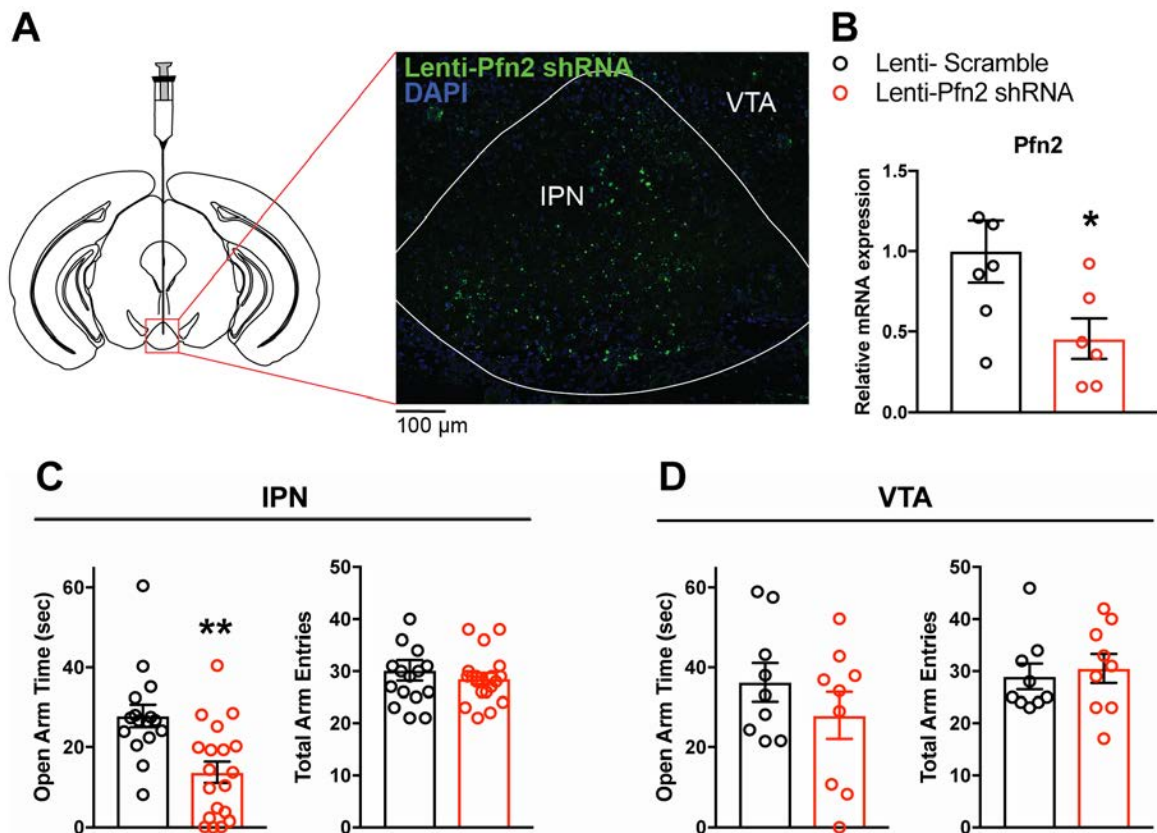 A
Lenti-Pfn2 shRNA
DAPI
VTA
IPN
100 µm
B
Lenti- Scramble
Lenti-Pfn2 shRNA
Pfn2
Relative mRNA expression
1.5
1.0
0.5
0.0
*
C
IPN
Open Arm Time (sec)
60
40
20
0
**
Total Arm Entries
50
40
30
20
10
0
D
VTA
Open Arm Time (sec)
60
40
20
0
Total Arm Entries
50
40
30
20
10
0